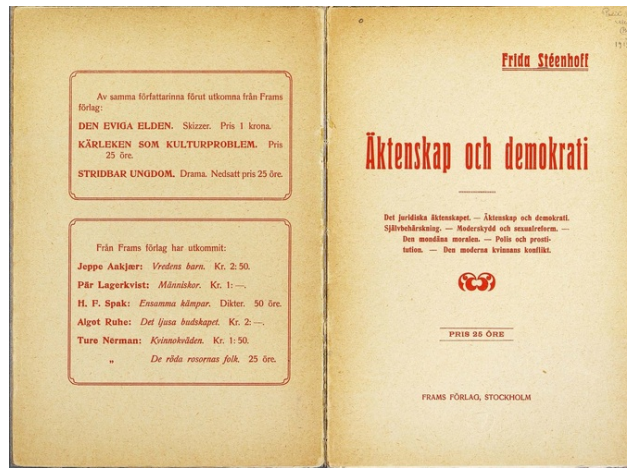 Av samma författarinna förut utkomna från Frams
förlag:
DEN EVIGA ELDEN. Skizzer. Pris 1 krona.
KÄRLEKEN SOM KULTURPROBLEM. Pris
25 öre.
STRIDBAR UNGDOM. Drama. Nedsatt pris 25 öre.
Från Frams förlag har utkommit:
Jeppe Aakjær: Vredens barn. Kr. 2: 50.
Pär Lagerkvist: Människor. Kr. 1: —.
H. F. Spak: Ensamma kämpar. Dikter. 50 öre.
Algot Ruhe: Det ljusa budskapet. Kr. 2: —.
Ture Nerman: Kvinnokväden. Kr. 1: 50.
„ De röda rosornas folk. 25 öre.
Frida Stéenhoff
Äktenskap och demokrati
Det juridiska äktenskapet. — Äktenskap och demokrati.
Självbehärskning. — Moderskydd och sexualreform. —
Den mondäna moralen. — Polis och prosti-
tution. — Den moderna kvinnans konflikt.
PRIS 25 ÖRE
FRAMS FÖRLAG, STOCKHOLM